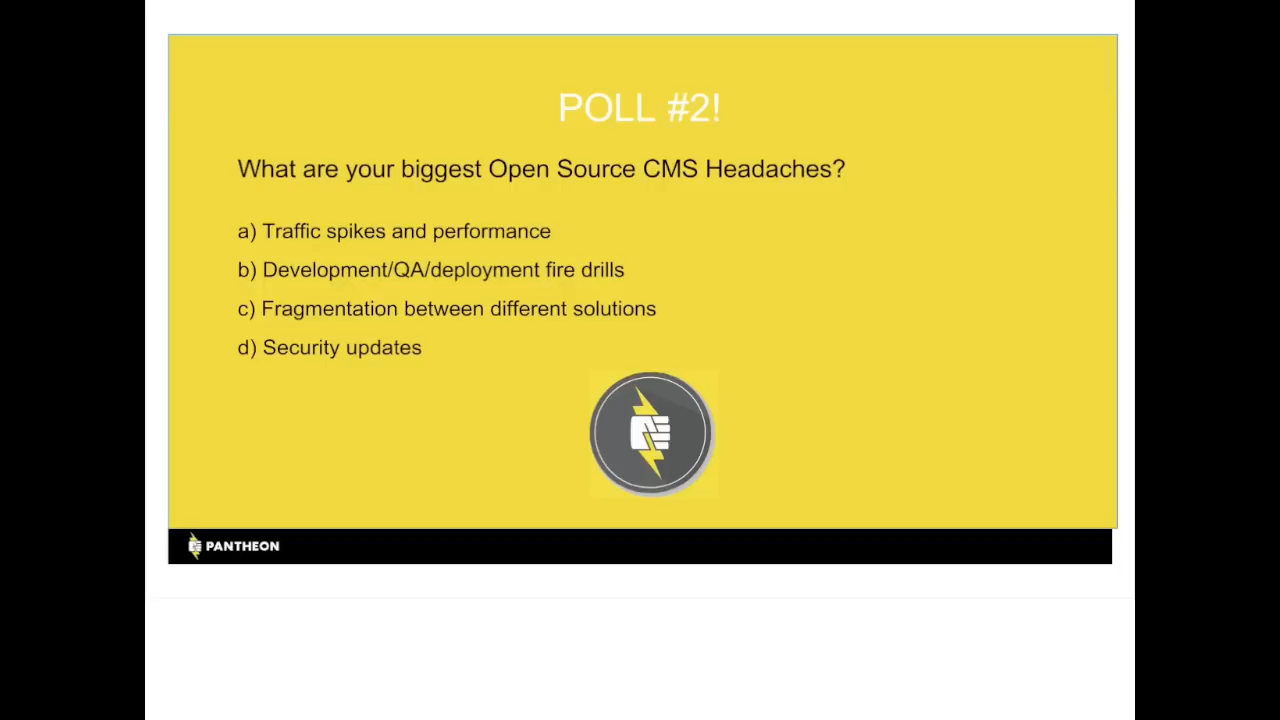 POLL #2!
What are your biggest Open Source CMS Headaches?
a) Traffic spikes and performance
b) Development/QA/deployment fire drills
c) Fragmentation between different solutions
d) Security updates
PANTHEON